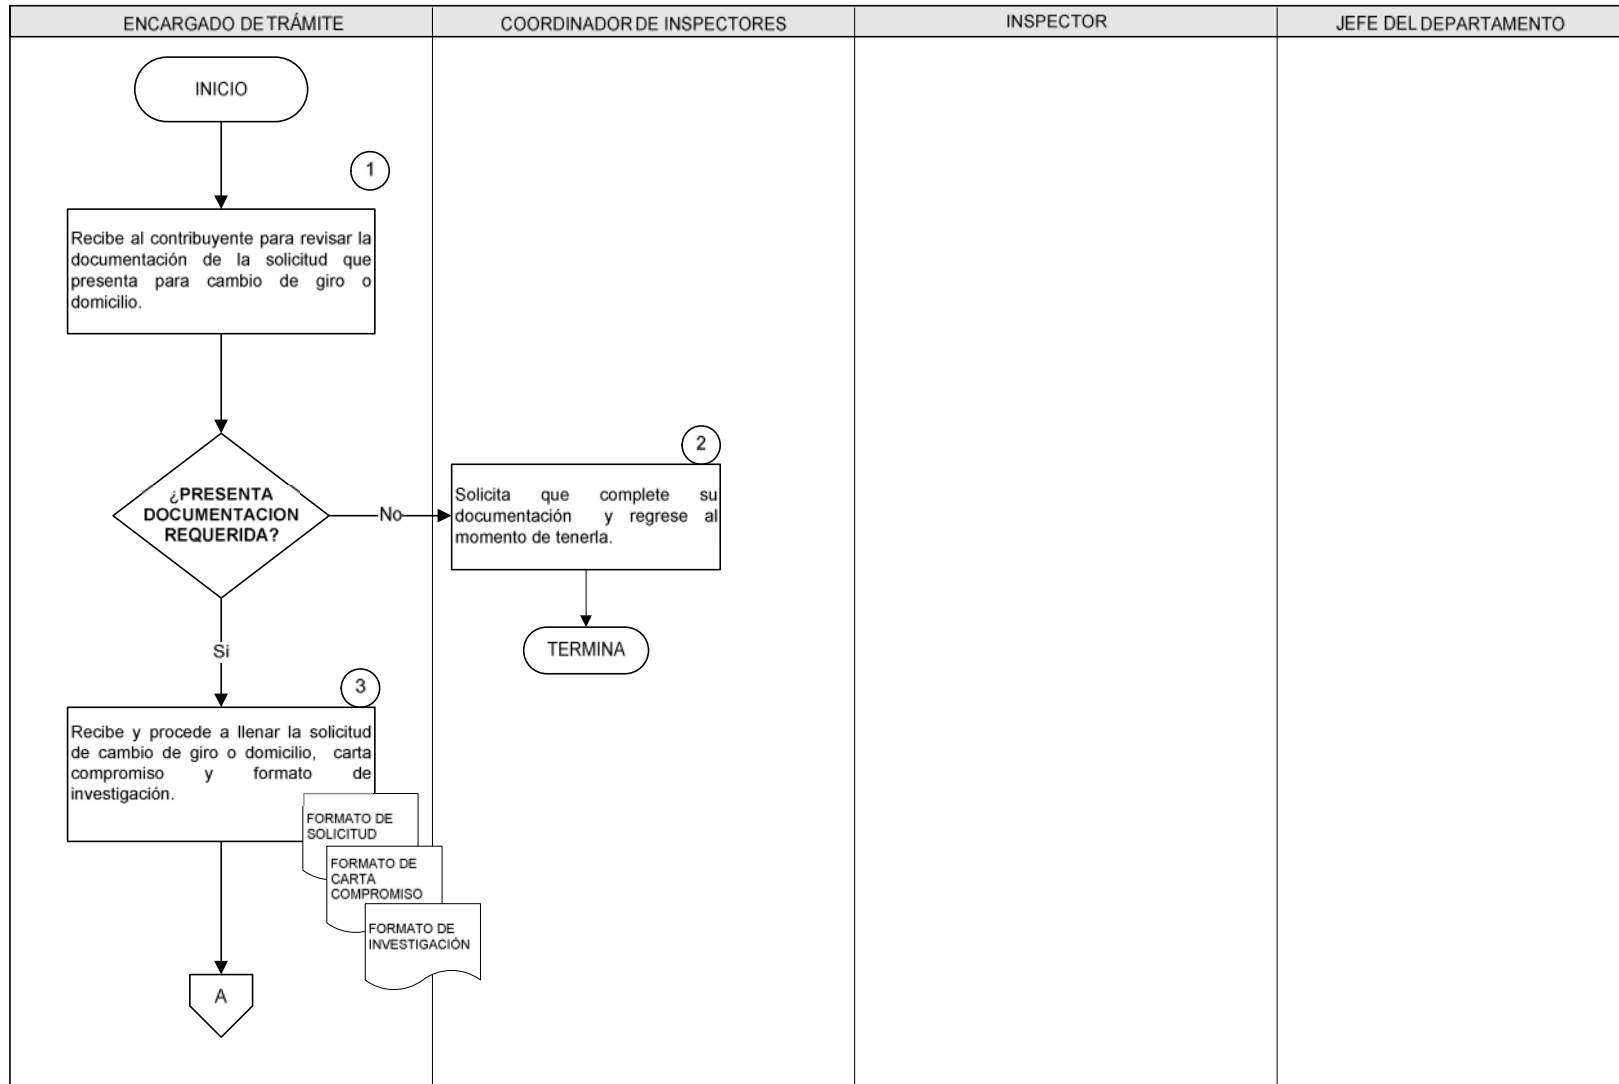 ENCARGADO DE TRÁMITE
COORDINADOR DE INSPECTORES
INSPECTOR
JEFE DEL DEPARTAMENTO
INICIO
1
Recibe al contribuyente para revisar la
documentación de la solicitud que
presenta para cambio de giro o
domicilio.
¿PRESENTA
DOCUMENTACION
REQUERIDA?
No
2
Solicita que complete su
documentación y regrese al
momento de tenerla.
TERMINA
Si
3
Recibe y procede a llenar la solicitud
de cambio de giro o domicilio, carta
compromiso y formato de
investigación.
FORMATO DE
SOLICITUD
FORMATO DE
CARTA
COMPROMISO
FORMATO DE
INVESTIGACIÓN
A